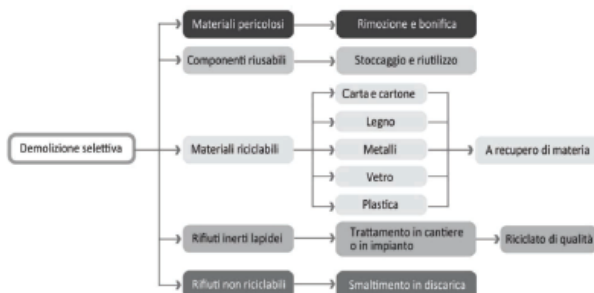 Materiali pericolosi
Rimozione e bonifica
Componenti riusabili
Stoccaggio e riutilizzo
Demolizione selettiva
Materiali riciclabili
Carta e cartone
Legno
Metalli
Vetro
Plastica
A recupero di materia
Rifiuti inerti lapidei
Trattamento in cantiere
o in impianto
Riciclato di qualità
Rifiuti non riciclabili
Smaltimento in discarica